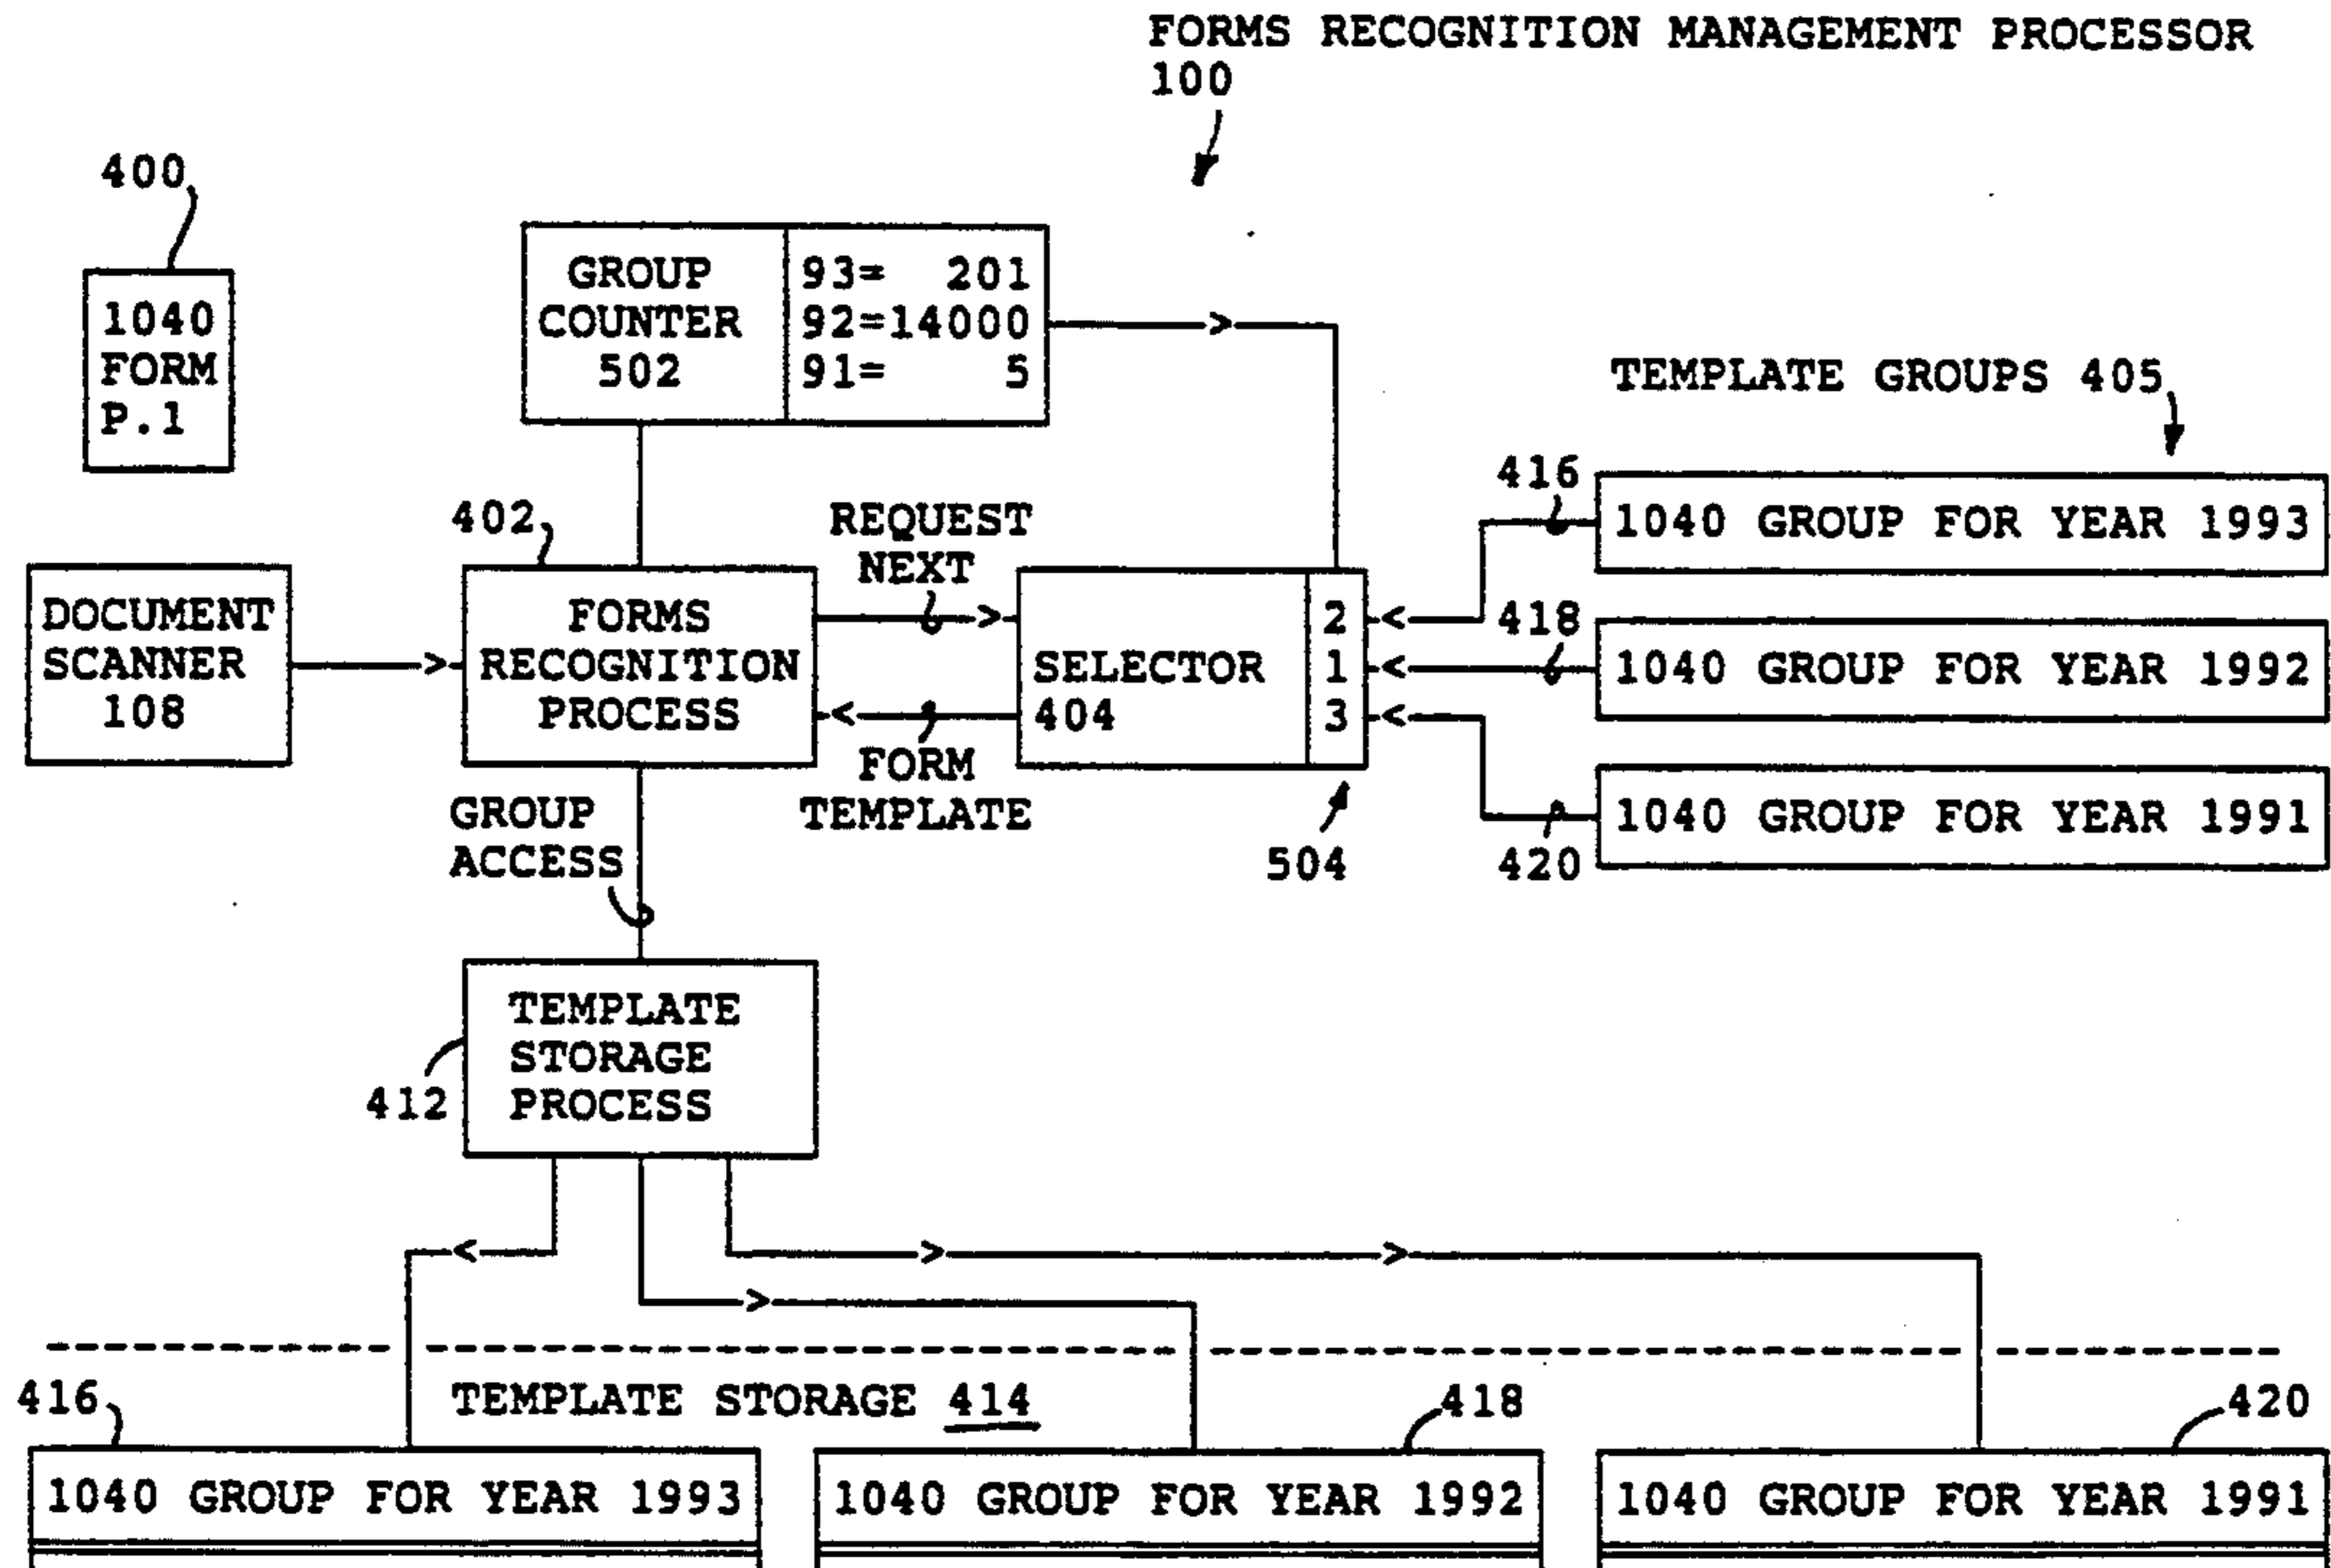 FORMS RECOGNITION MANAGEMENT PROCESSOR
100
400
1040
FORM
P.1
GROUP
COUNTER
502
93= 201
92=14000
91= 5
TEMPLATE GROUPS 405
416
1040 GROUP FOR YEAR 1993
418
1040 GROUP FOR YEAR 1992
420
1040 GROUP FOR YEAR 1991
402
REQUEST
NEXT
DOCUMENT
SCANNER
108
FORMS
RECOGNITION
PROCESS
SELECTOR
404
2
1
3
504
FORM
TEMPLATE
GROUP
ACCESS
TEMPLATE
STORAGE
PROCESS
412
TEMPLATE STORAGE 414
416
418
420
1040 GROUP FOR YEAR 1993
1040 GROUP FOR YEAR 1992
1040 GROUP FOR YEAR 1991